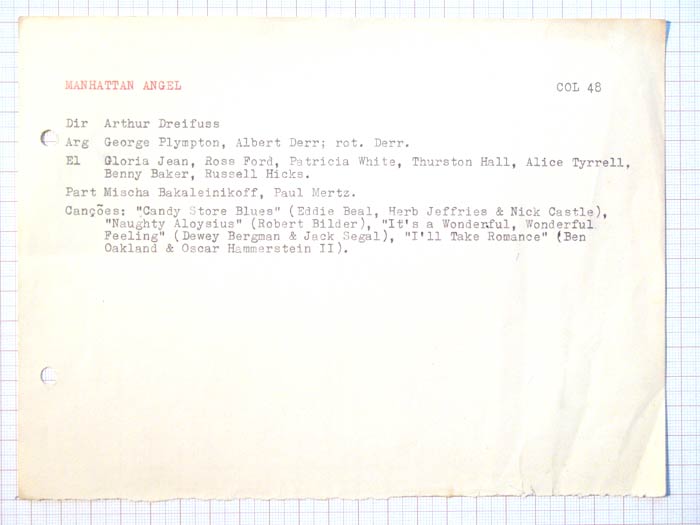 MANHATTAN ANGEL COL 48
Dir Arthur Dreifuss
Arg George Plympton, Albert Derr; rot. Derr.
El Gloria Jean, Ross Ford, Patricia White, Thurston Hall, Alice Tyrrell,
Benny Baker, Russell Hicks.
Part Mischa Bakaleinikoff, Paul Mertz.
Canções: "Candy Store Blues" (Eddie Beal, Herb Jeffries & Nick Castle),
"Naughty Aloysius" (Robert Bilder), "It's a Wonderful, Wonderful
Feeling" (Dewey Bergman & Jack Segal), "I'll Take Romance" (Ben
Oakland & Oscar Hammerstein II).